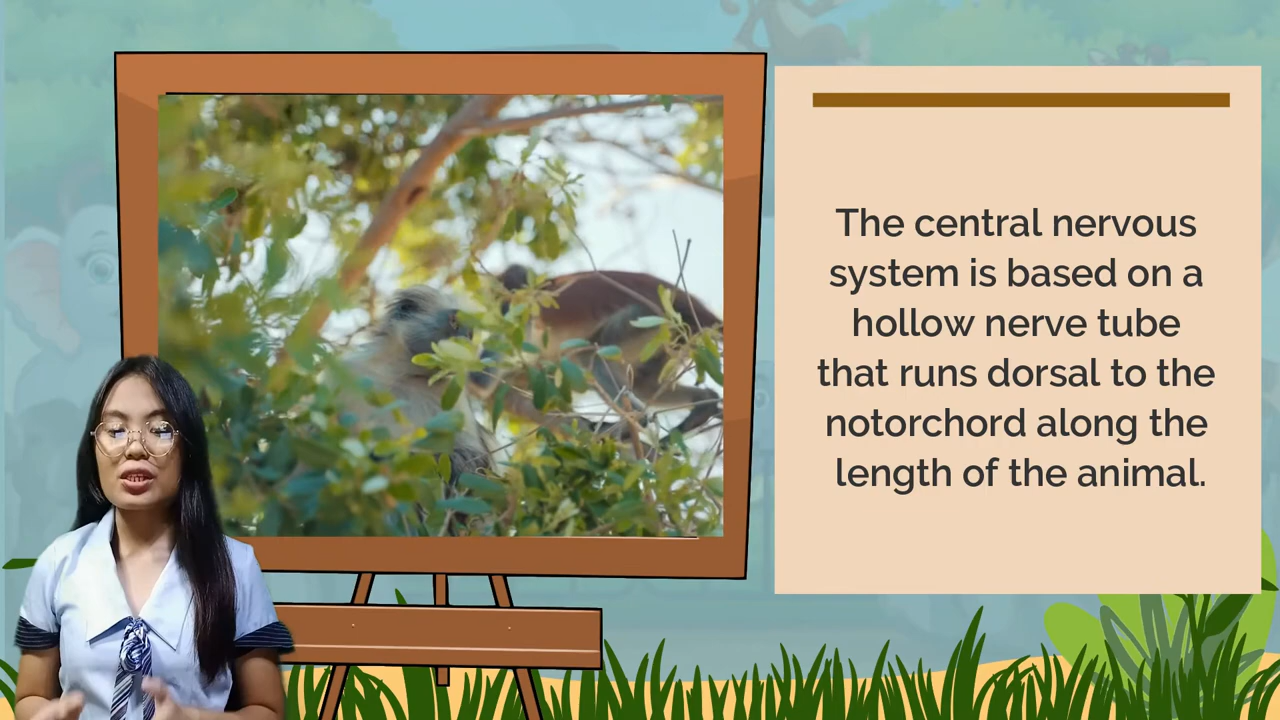 The central nervous
system is based on a
hollow nerve tube
that runs dorsal to the
notorchord along the
length of the animal.